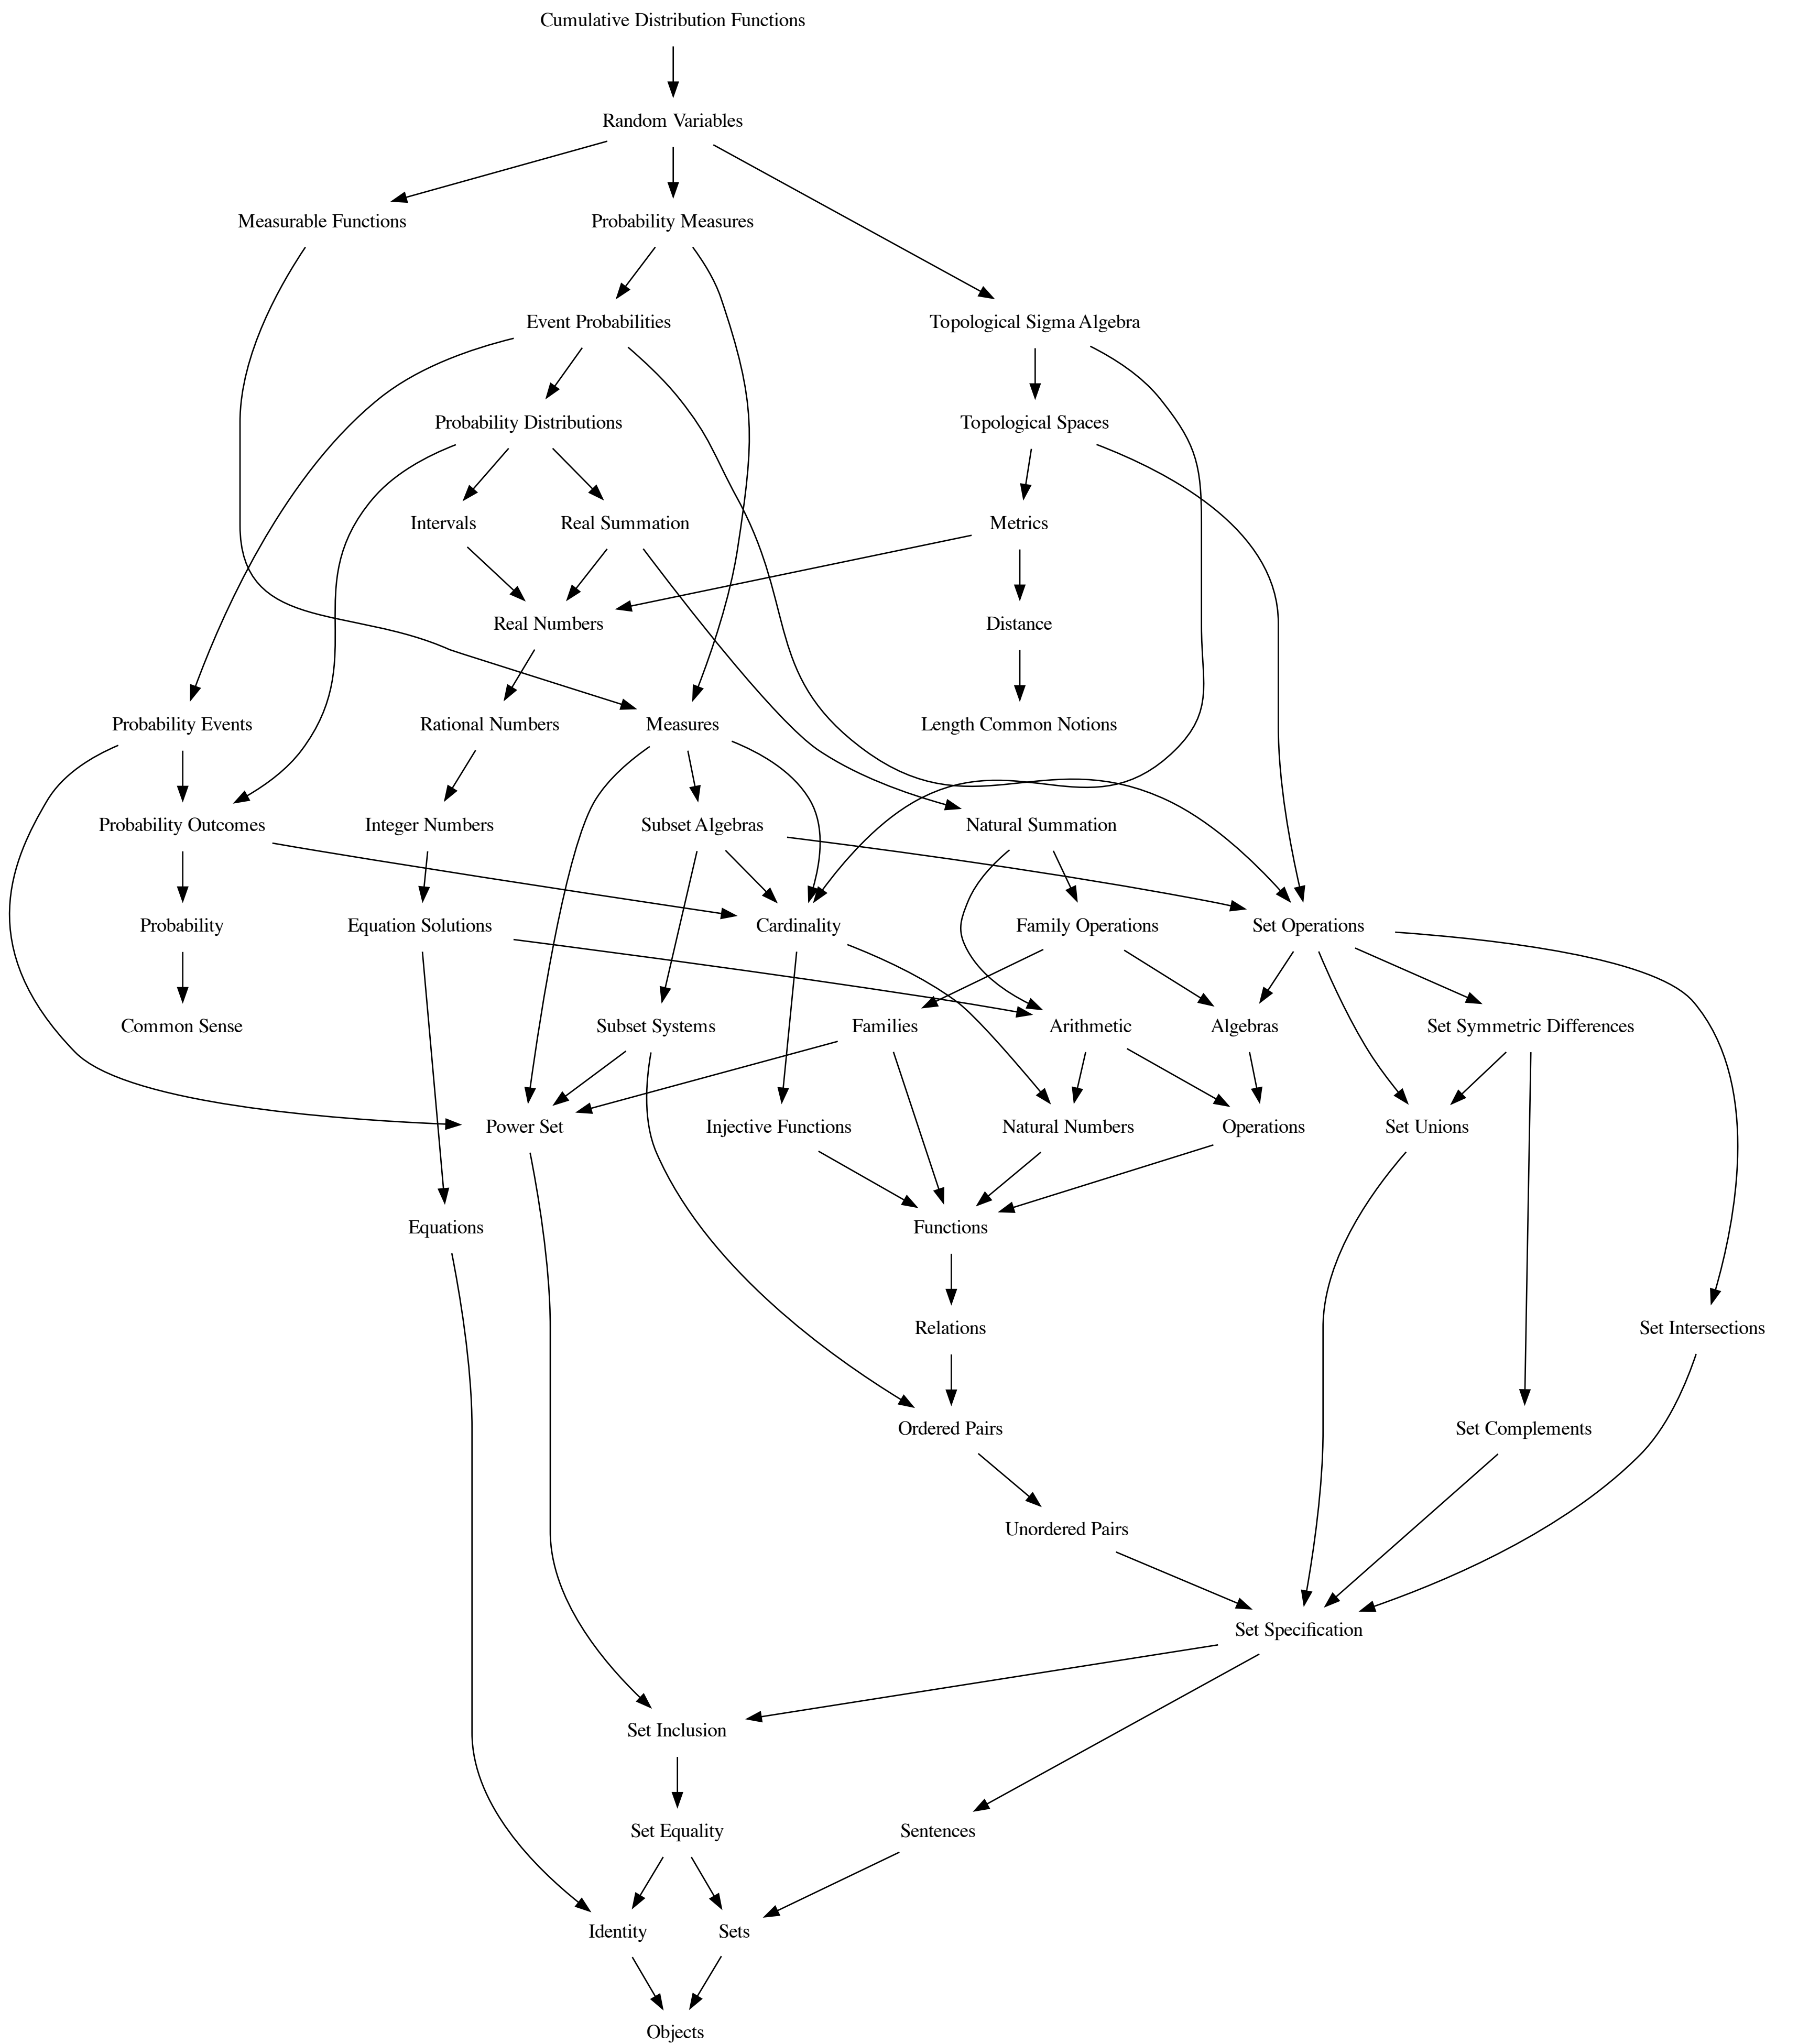 Cumulative Distribution Functions
Random Variables
Measurable Functions
Probability Measures
Event Probabilities
Topological Sigma Algebra
Probability Distributions
Topological Spaces
Intervals
Real Summation
Metrics
Real Numbers
Distance
Probability Events
Rational Numbers
Measures
Length Common Notions
Probability Outcomes
Integer Numbers
Subset Algebras
Natural Summation
Probability
Equation Solutions
Cardinality
Family Operations
Set Operations
Common Sense
Subset Systems
Families
Arithmetic
Algebras
Set Symmetric Differences
Power Set
Injective Functions
Natural Numbers
Operations
Set Unions
Equations
Functions
Relations
Set Intersections
Ordered Pairs
Set Complements
Unordered Pairs
Set Specification
Set Inclusion
Set Equality
Sentences
Identity
Sets
Objects